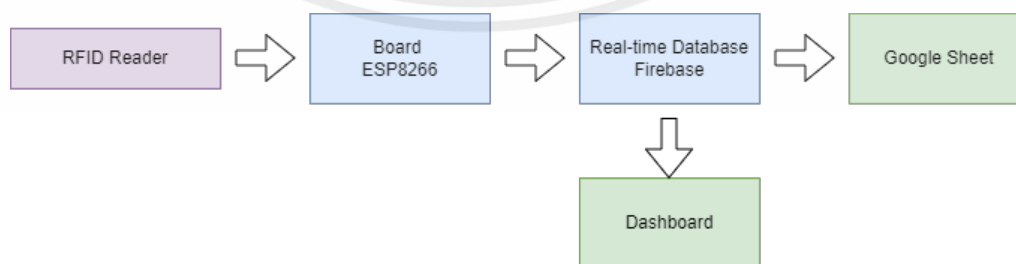 RFID Reader
Board
ESP8266
Real-time Database
Firebase
Google Sheet
Dashboard